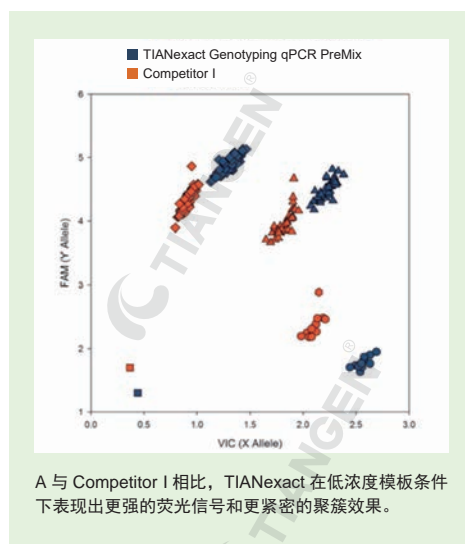 TIANexact Genotyping qPCR PreMix
Competitor I
6
5
4
3
2
1
FAM (Y Allele)
0.0 0.5 1.0 1.5 2.0 2.5 3.0
VIC (X Allele)
TIANGEN®
TIANGEN®
A 与 Competitor I 相比，TIANexact 在低浓度模板条件
下表现出更强的荧光信号和更紧密的聚簇效果。